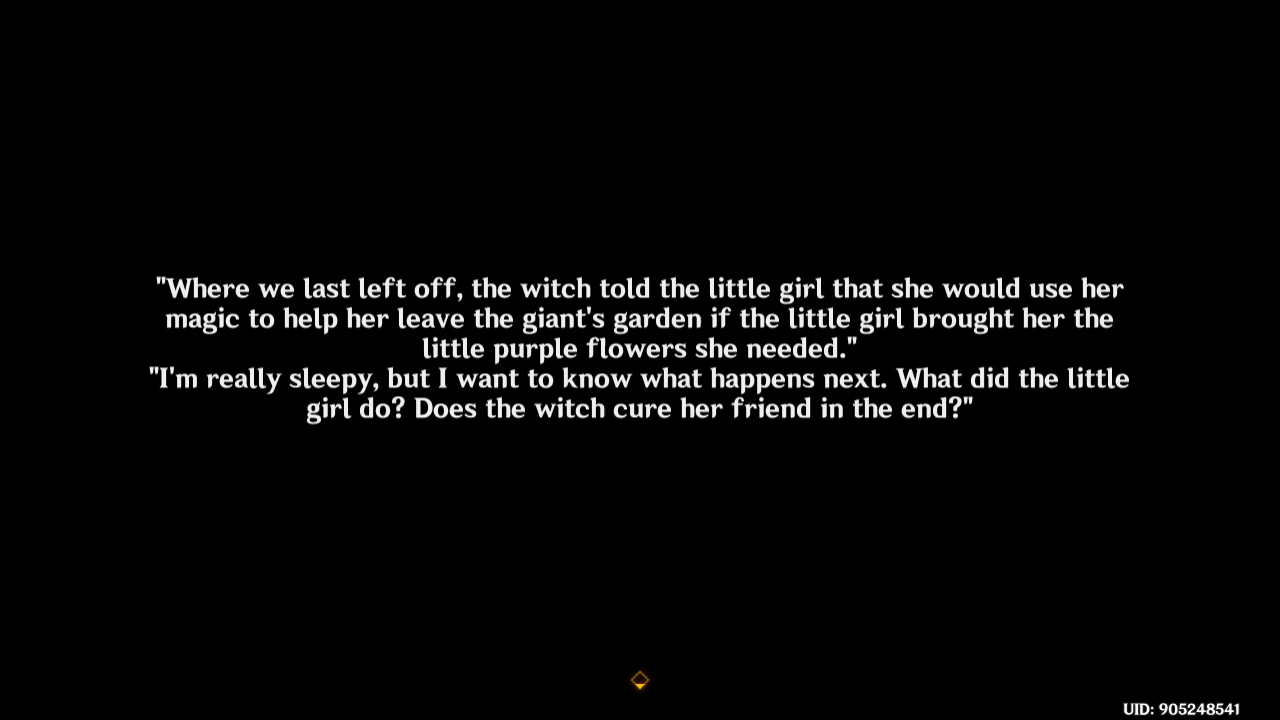 "Where we last left off, the witch told the little girl that she would use her
magic to help her leave the giant's garden if the little girl brought her the
little purple flowers she needed."
"I'm really sleepy, but I want to know what happens next. What did the little
girl do? Does the witch cure her friend in the end?"
UID: 905248541